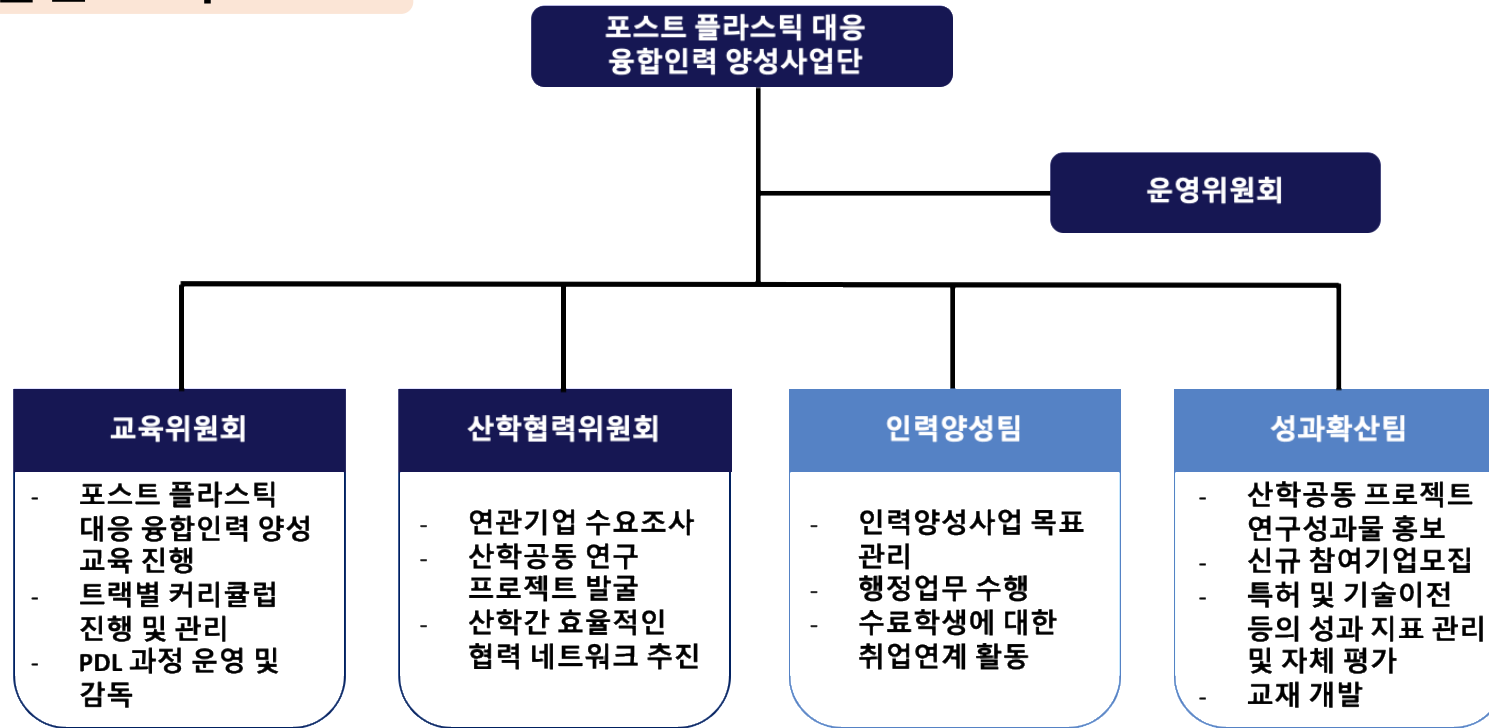 포스트 플라스틱 대응
융합인력 양성사업단
운영위원회
교육위원회
- 포스트 플라스틱
대응 융합인력 양성
교육 진행
- 트랙별 커리큘럼
진행 및 관리
- PDL 과정 운영 및
감독
산학협력위원회
- 연관기업 수요조사
- 산학공동 연구
프로젝트 발굴
- 산학간 효율적인
협력 네트워크 추진
인력양성팀
- 인력양성사업 목표
관리
- 행정업무 수행
- 수료학생에 대한
취업연계 활동
성과확산팀
- 산학공동 프로젝트
연구성과물 홍보
- 신규 참여기업모집
- 특허 및 기술이전
등의 성과 지표 관리
및 자체 평가
- 교재 개발